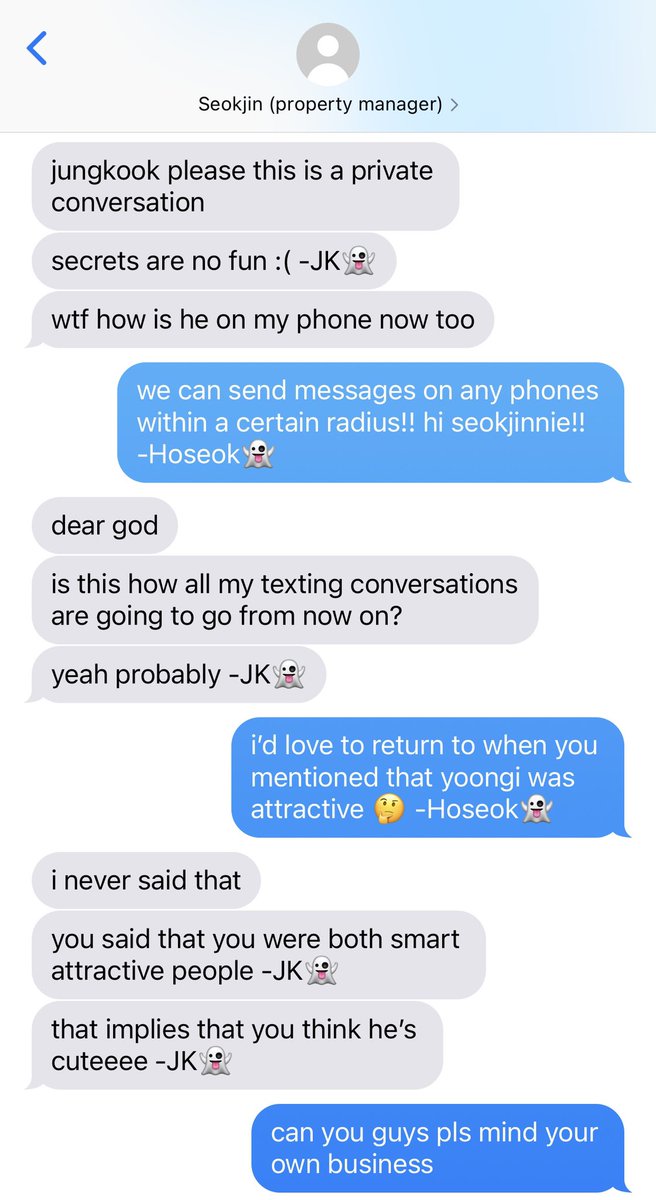 Seokjin (property manager)
jungkook please this is a private
conversation
secrets are no fun :( -JK👻
wtf how is he on my phone now too
we can send messages on any phones
within a certain radius!! hi seokjinnie!!
-Hoseok👻
dear god
is this how all my texting conversations
are going to go from now on?
yeah probably -JK👻
i’d love to return to when you
mentioned that yoongi was
attractive 🤔 -Hoseok👻
i never said that
you said that you were both smart
attractive people -JK👻
that implies that you think he’s
cuteeee -JK👻
can you guys pls mind your
own business